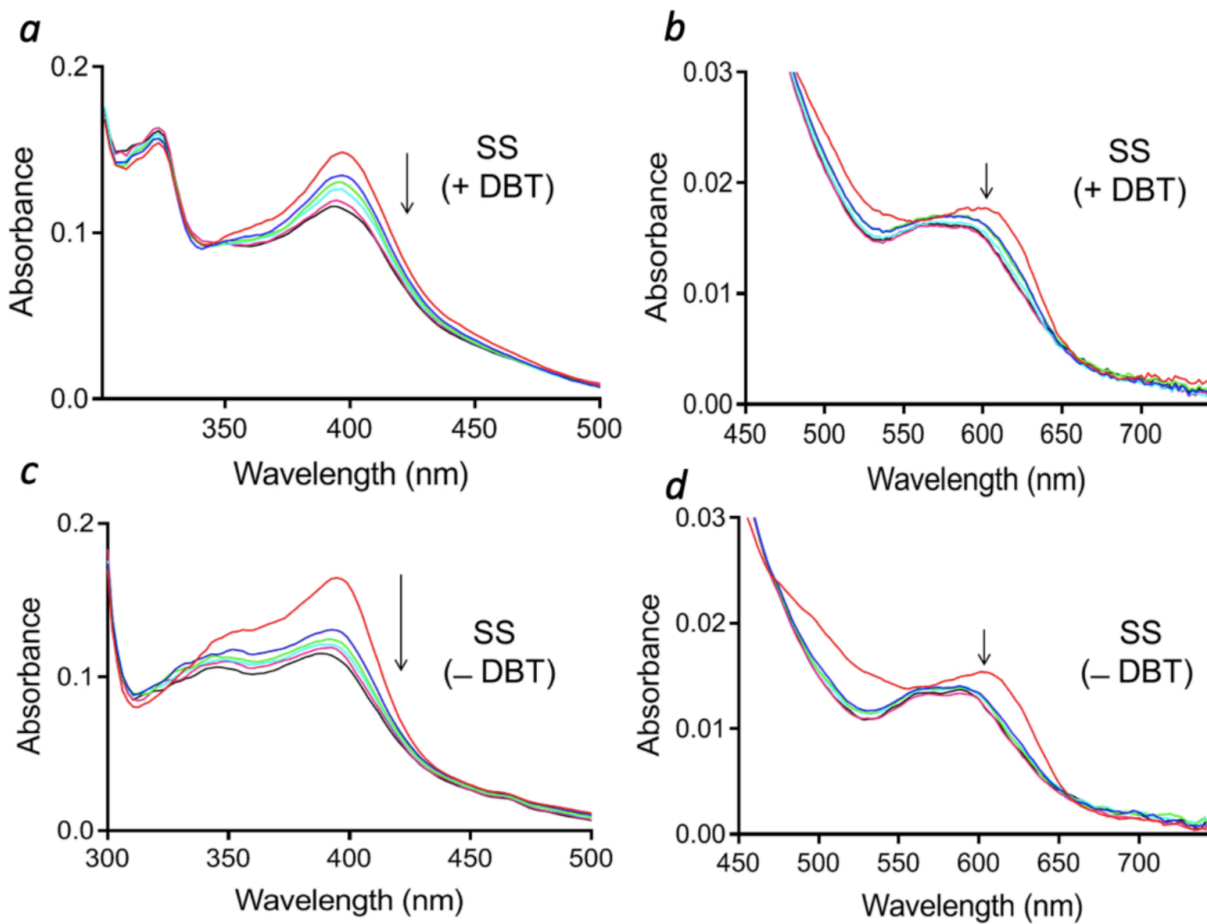 a
0.2
0.1
0.0
Absorbance
SS
(+ DBT)
350
400
450
500
Wavelength (nm)
b
0.03
0.02
0.01
0.00
Absorbance
SS
(+ DBT)
450
500
550
600
650
700
Wavelength (nm)
c
0.2
0.1
0.0
Absorbance
SS
(– DBT)
300
350
400
450
500
Wavelength (nm)
d
0.03
0.02
0.01
0.00
Absorbance
SS
(– DBT)
450
500
550
600
650
700
Wavelength (nm)